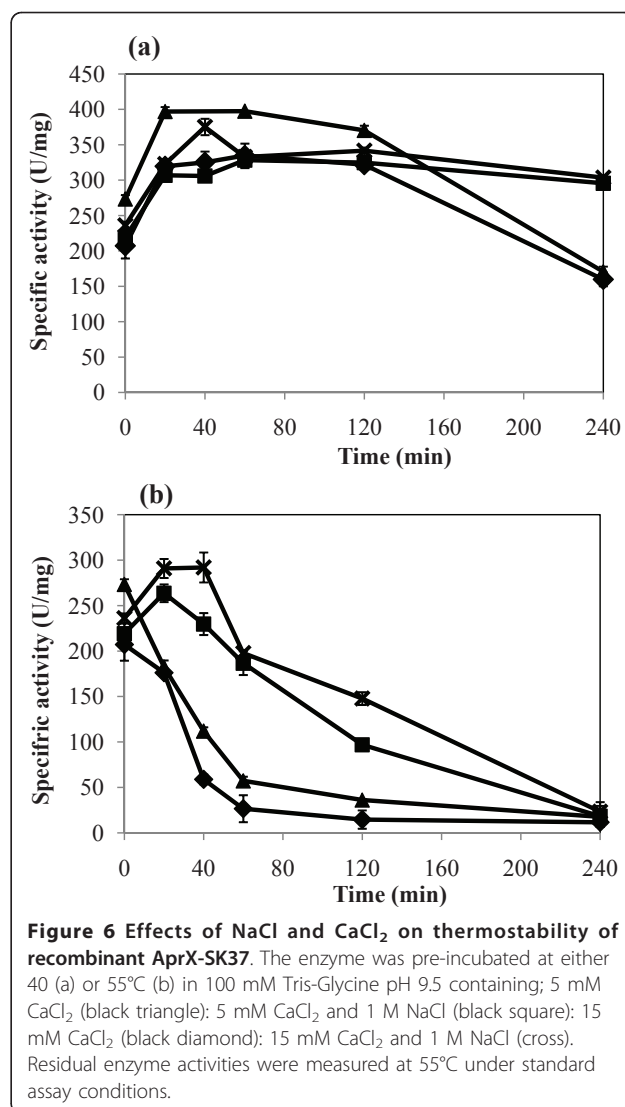 (a)
450
400
350
300
250
200
150
100
50
0
Specific activity (U/mg)
0 40 80 120 160 200 240
Time (min)
(b)
350
300
250
200
150
100
50
0
Specifric activity (U/mg)
0 40 80 120 160 200 240
Time (min)
Figure 6 Effects of NaCl and CaCl₂ on thermostability of
recombinant AprX-SK37. The enzyme was pre-incubated at either
40 (a) or 55°C (b) in 100 mM Tris-Glycine pH 9.5 containing; 5 mM
CaCl₂ (black triangle): 5 mM CaCl₂ and 1 M NaCl (black square): 15
mM CaCl₂ (black diamond): 15 mM CaCl₂ and 1 M NaCl (cross).
Residual enzyme activities were measured at 55°C under standard
assay conditions.